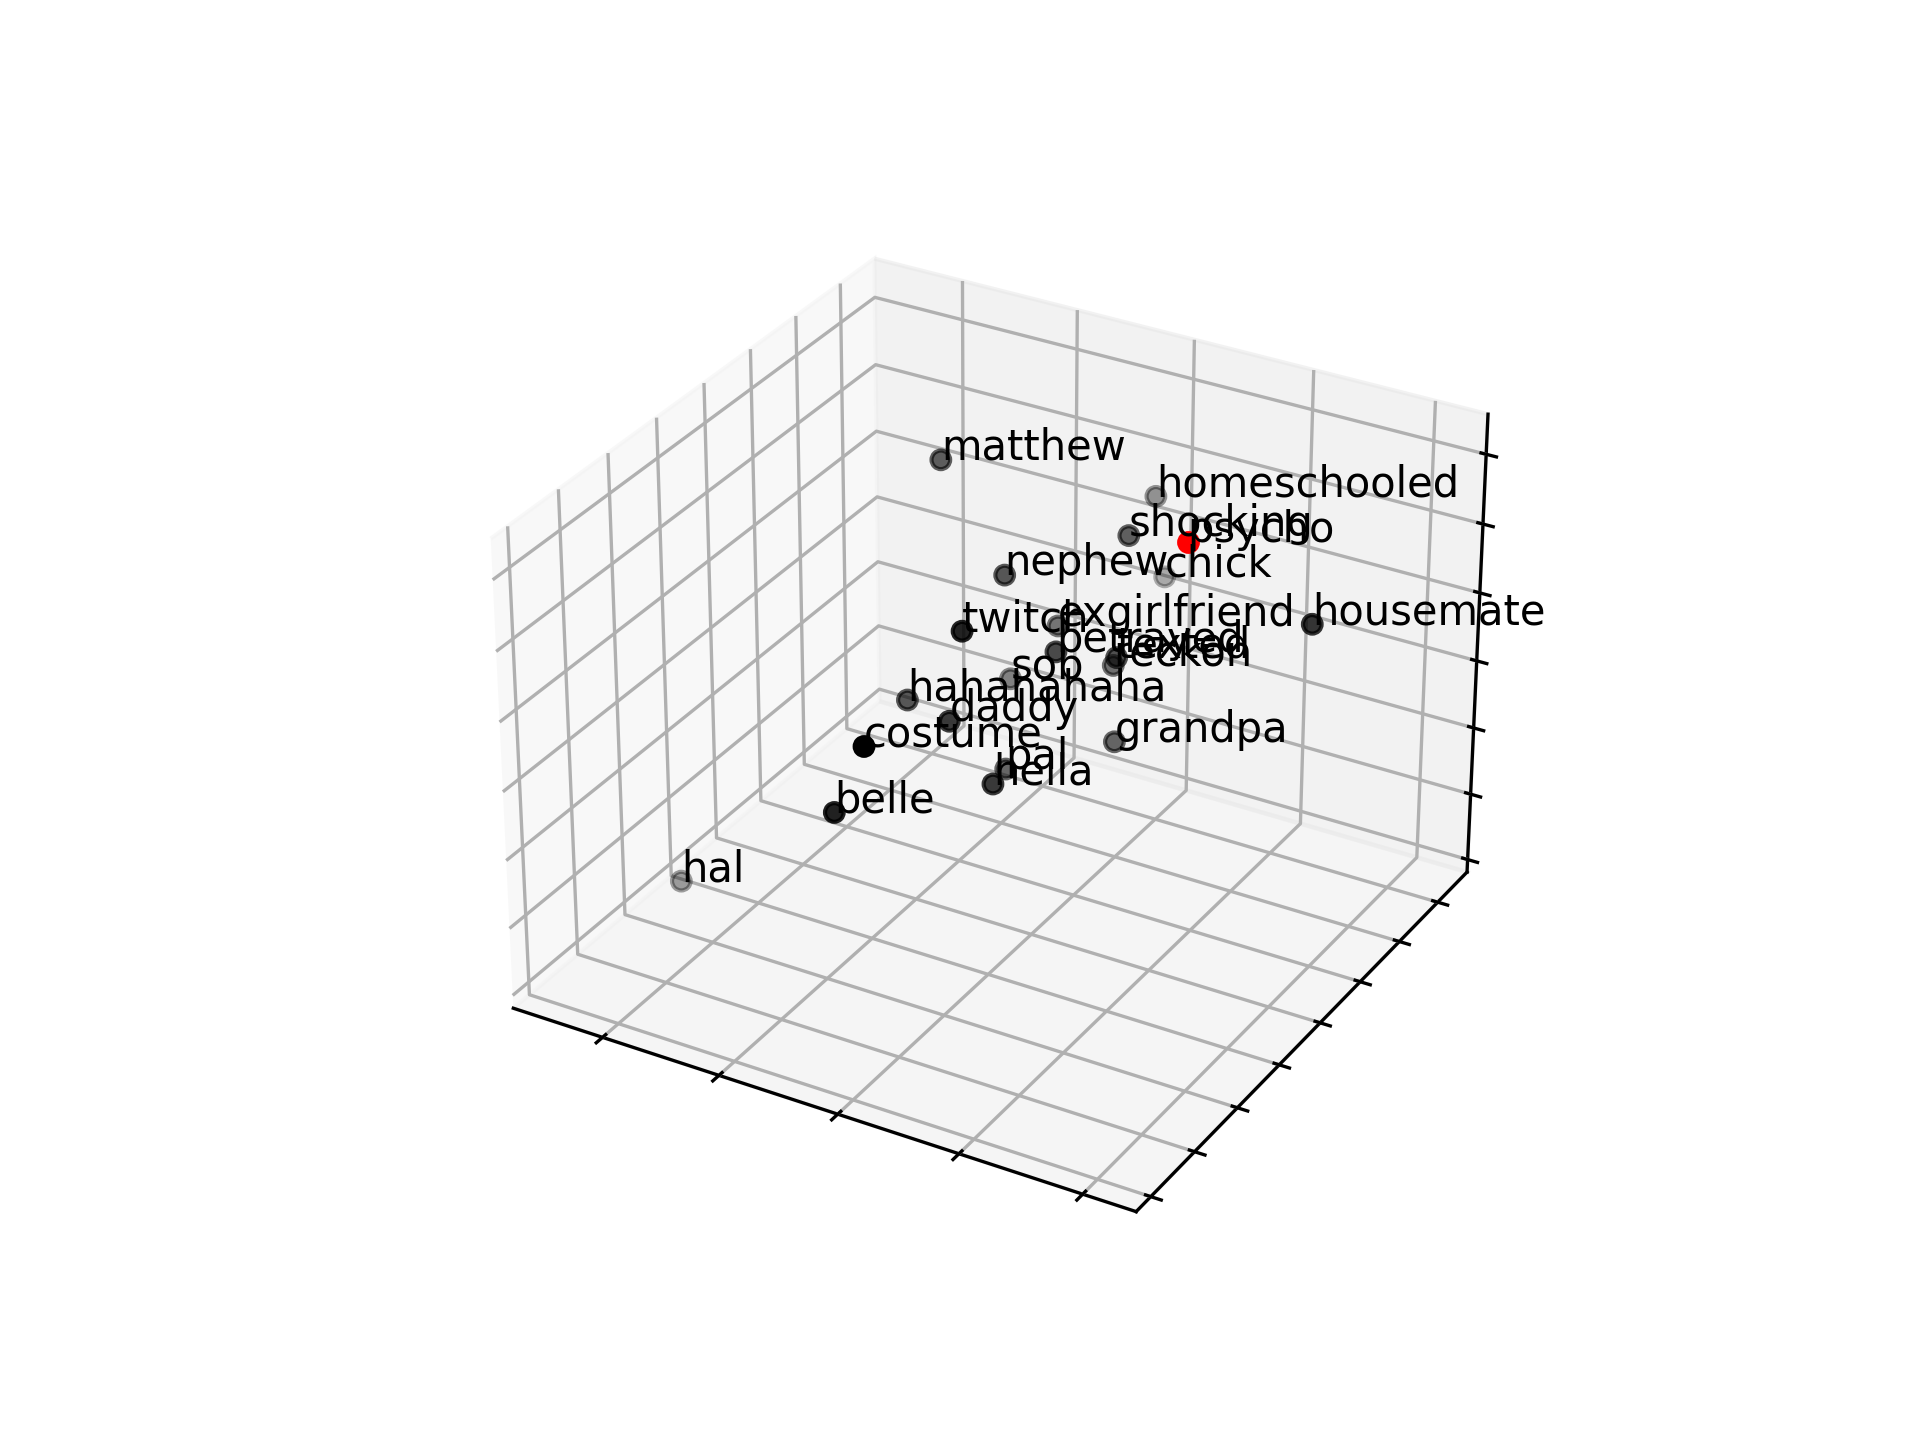 matthew
homeschooled
shocking
psycho
nephew
chick
exgirlfriend
housemate
twitch
betrayed
texted
reckon
sob
hahahahaha
daddy
costume
grandpa
pal
hella
belle
hal